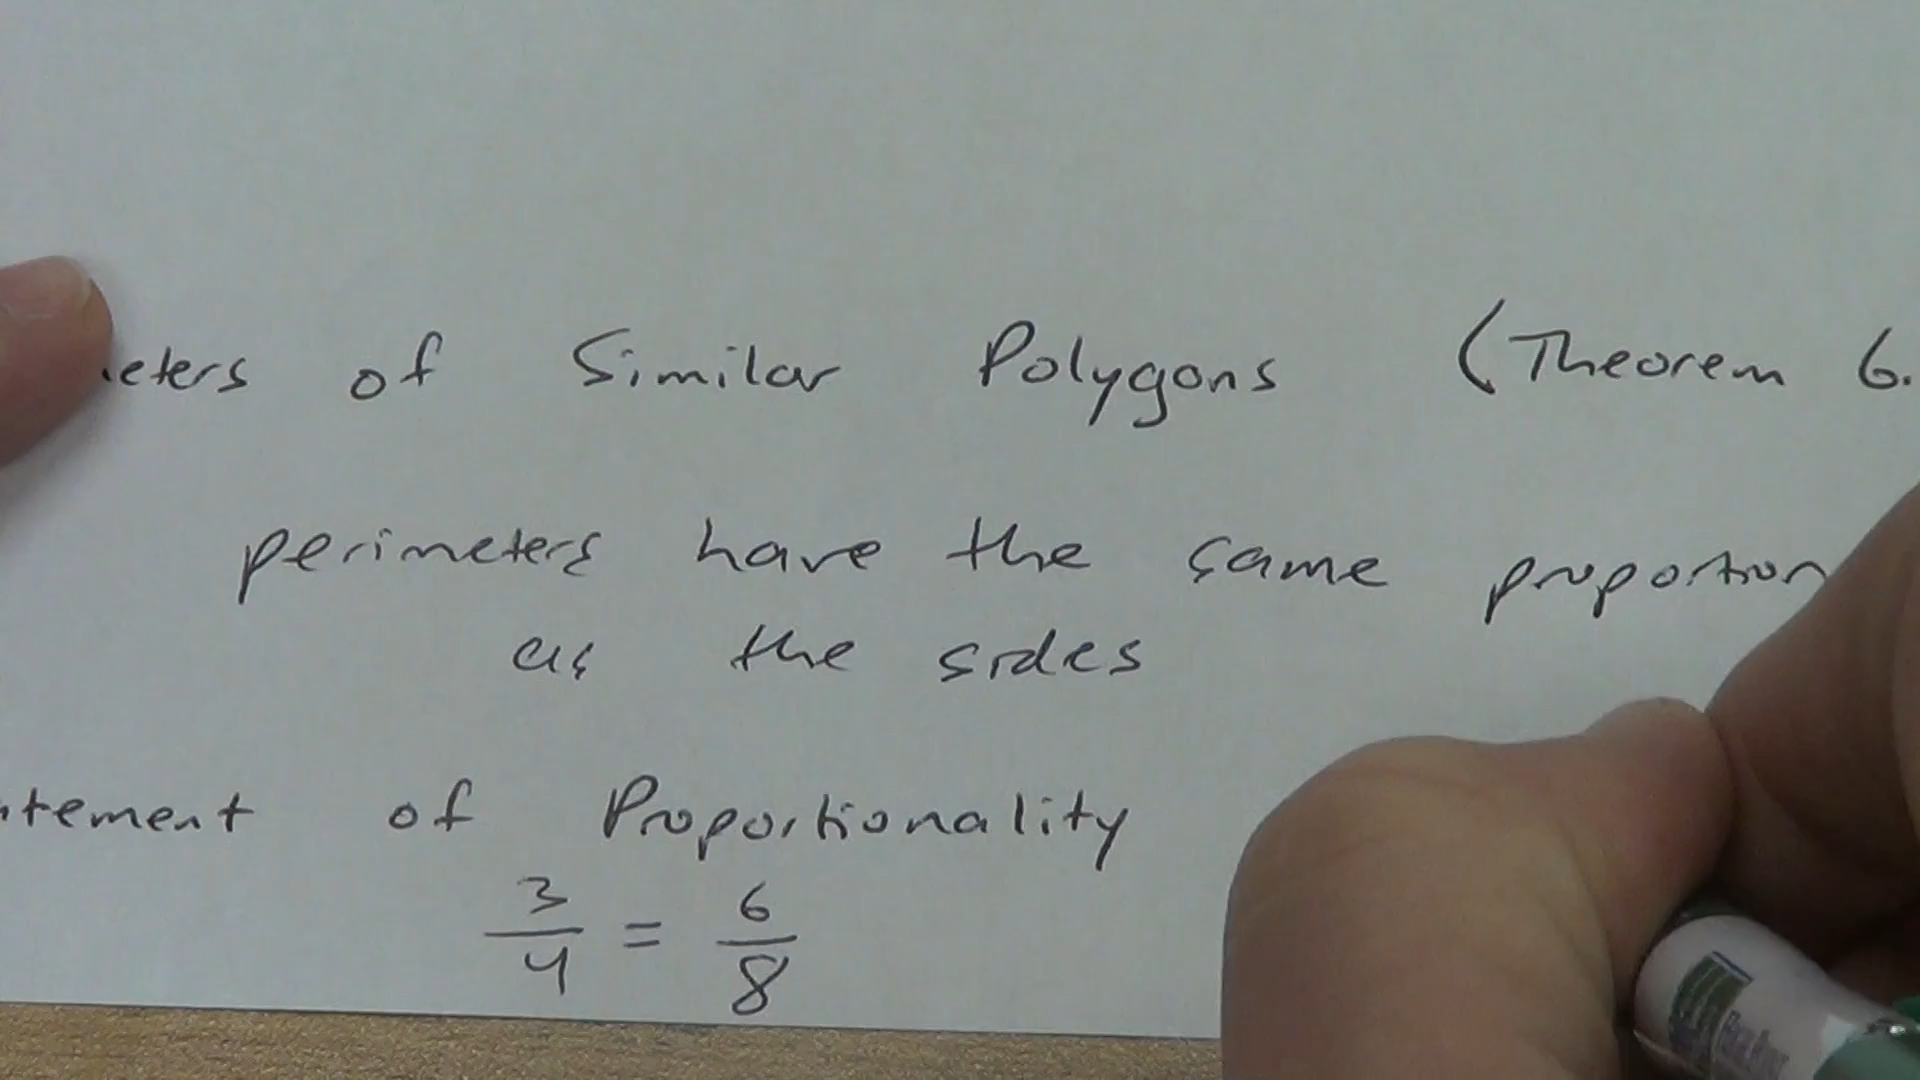 eters of Similar Polygons (Theorem 6.
perimeters have the same proportion
as the sides
tement of Proportionality
3/4 = 6/8